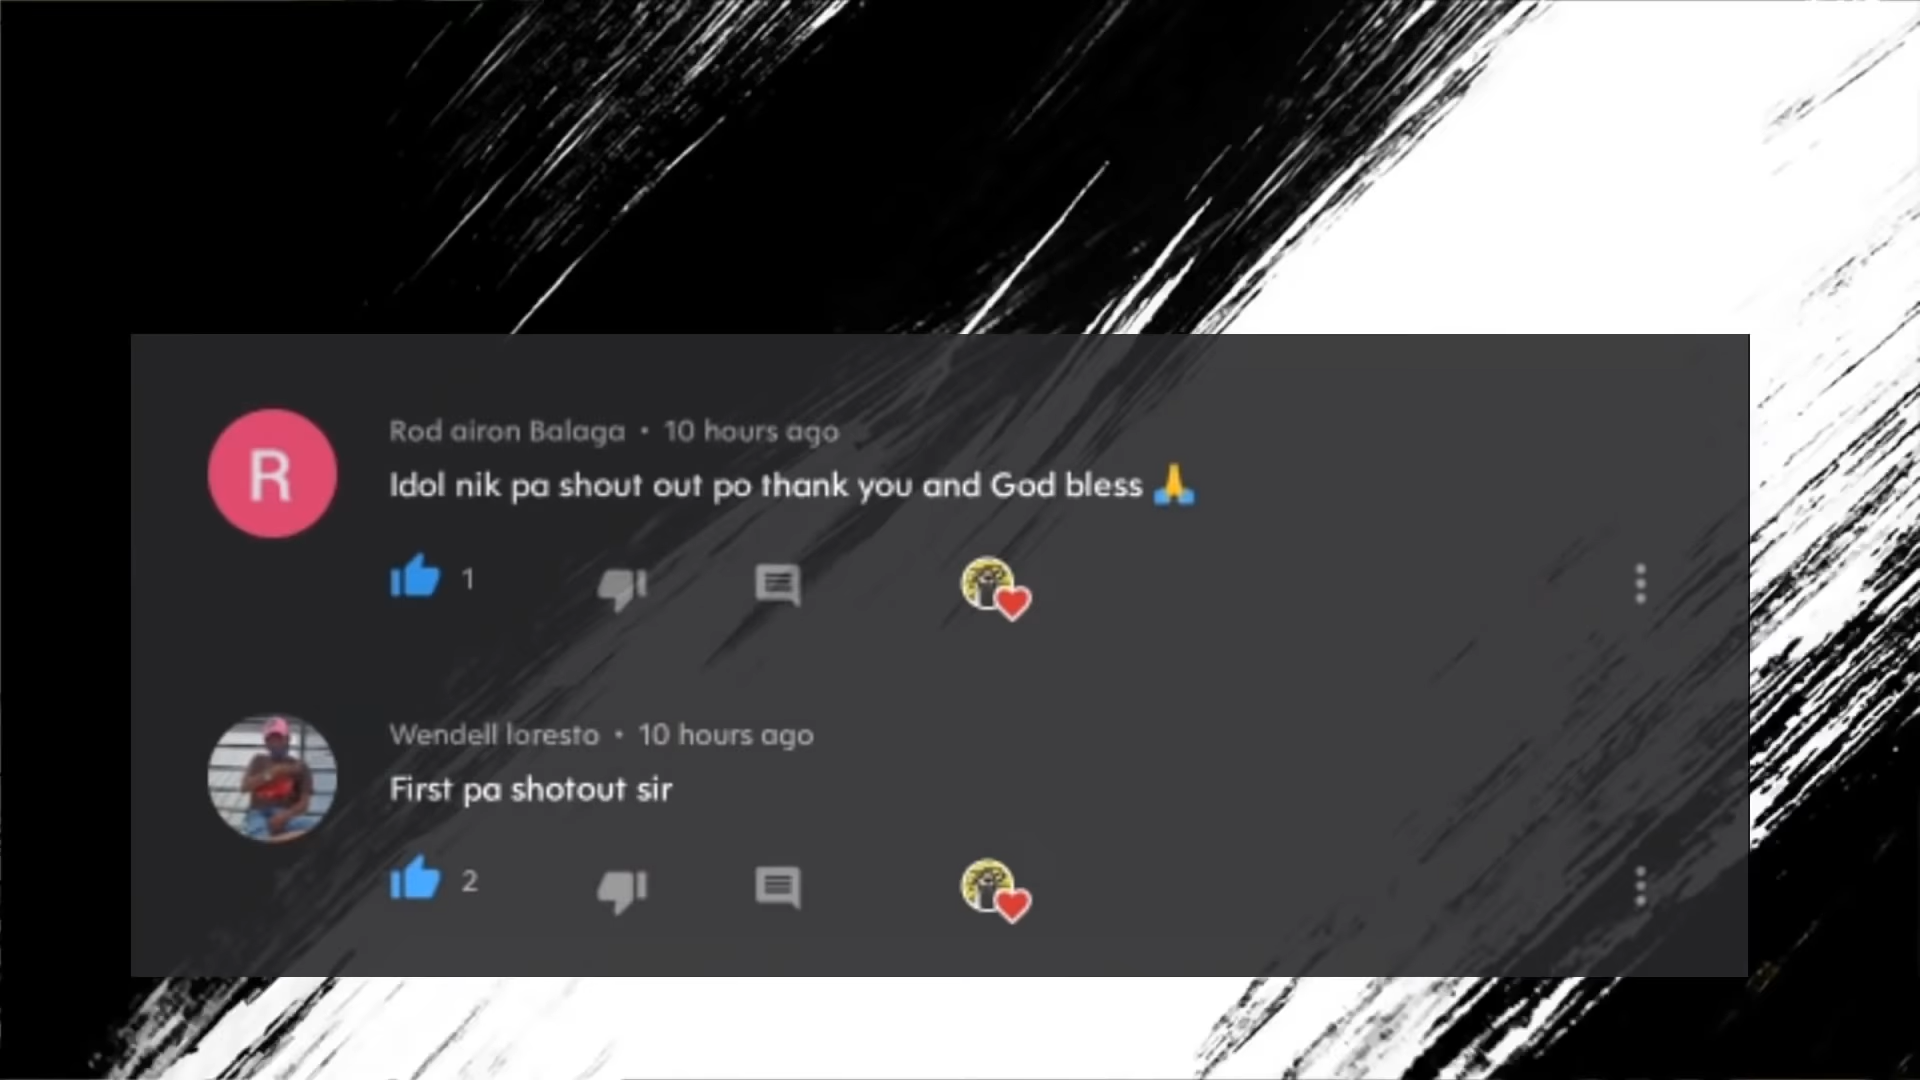 R
Rod airon Balaga • 10 hours ago
Idol nik pa shout out po thank you and God bless 🙏
1
Wendell loresto • 10 hours ago
First pa shotout sir
2